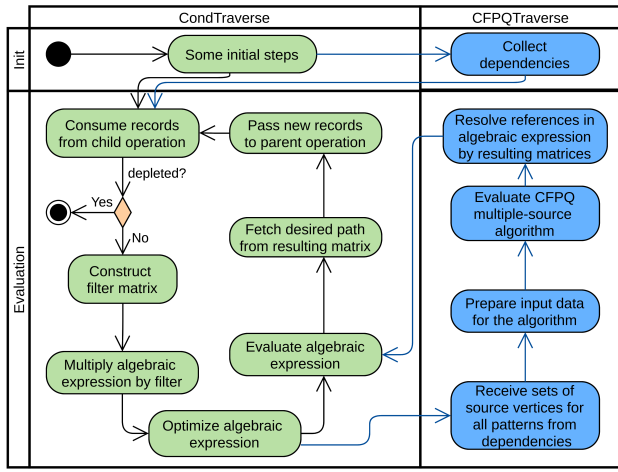 CondTraverse
CFPQTraverse
Init
Some initial steps
Collect
dependencies
Evaluation
Consume records
from child operation
Pass new records
to parent operation
Resolve references in
algebraic expression
by resulting matrices
depleted?
Yes
No
Evaluate CFPQ
multiple-source
algorithm
Fetch desired path
from resulting matrix
Construct
filter matrix
Prepare input data
for the algorithm
Evaluate algebraic
expression
Multiply algebraic
expression by filter
Receive sets of
source vertices for
all patterns from
dependencies
Optimize algebraic
expression